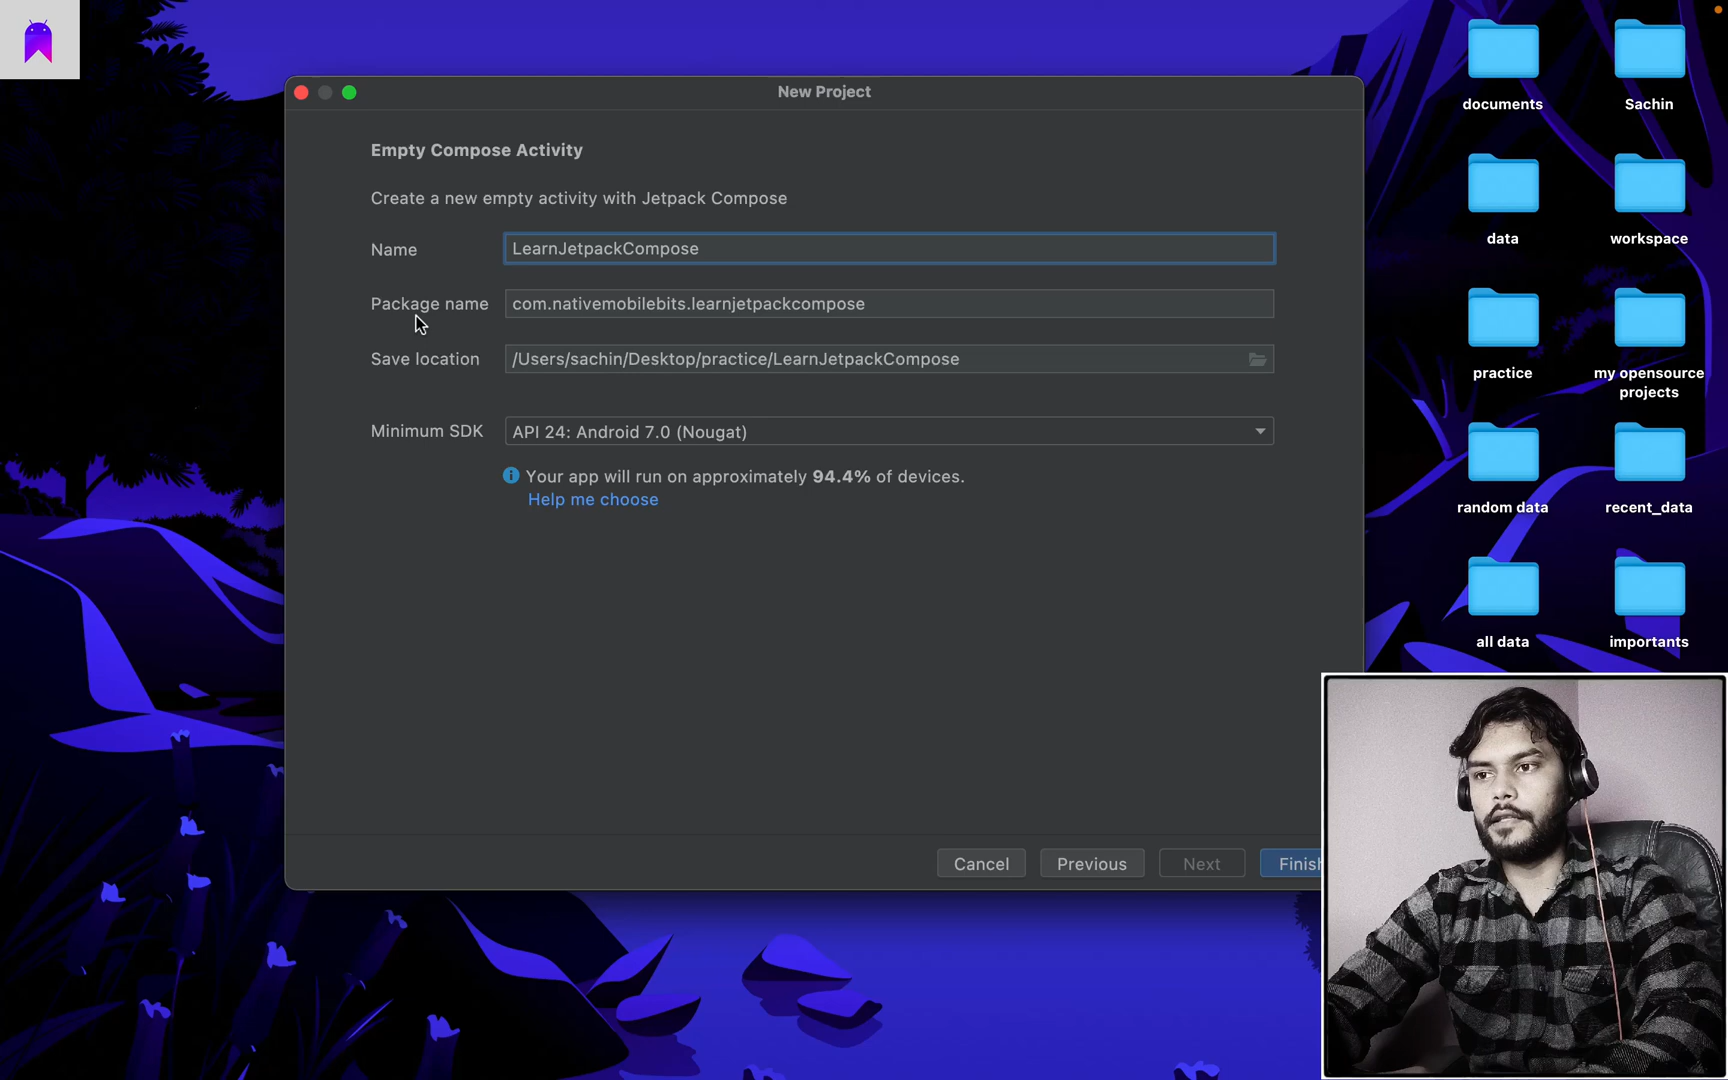 New Project
Empty Compose Activity
Create a new empty activity with Jetpack Compose
Name LearnJetpackCompose
Package name com.nativemobilebits.learnjetpackcompose
Save location /Users/sachin/Desktop/practice/LearnJetpackCompose
Minimum SDK API 24: Android 7.0 (Nougat)
Your app will run on approximately 94.4% of devices.
Help me choose
Cancel Previous Next Finish
documents Sachin
data workspace
practice my opensource
projects
random data recent_data
all data importants